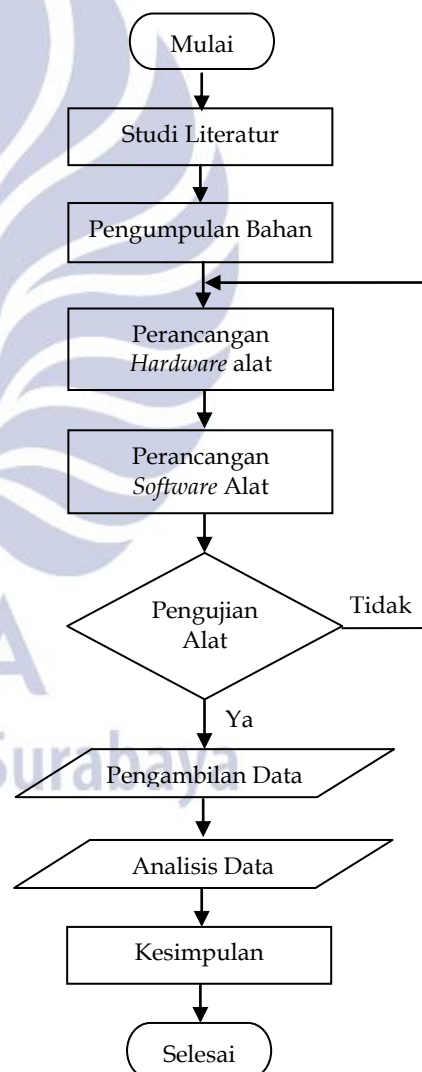 Mulai
Studi Literatur
Pengumpulan Bahan
Perancangan
Hardware alat
Perancangan
Software Alat
Pengujian
Alat
Tidak
A
Ya
Surabaya
Pengambilan Data
Analisis Data
Kesimpulan
Selesai